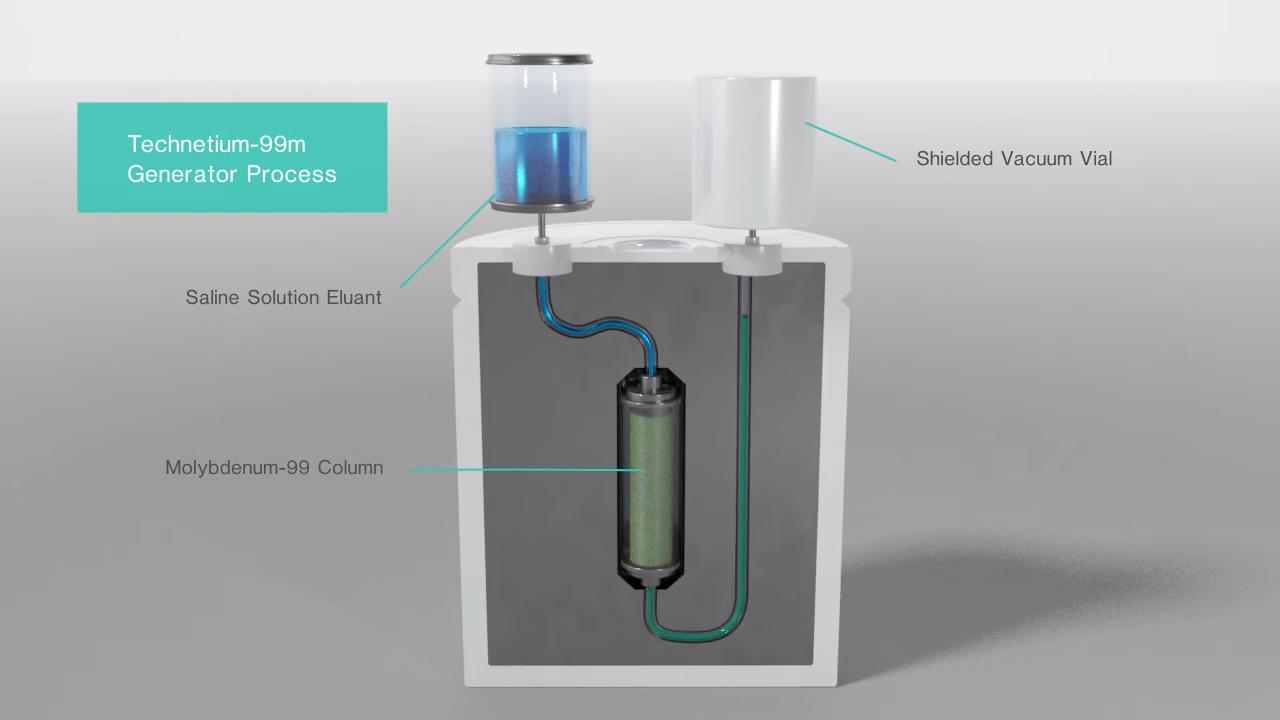 Technetium-99m
Generator Process
Shielded Vacuum Vial
Saline Solution Eluant
Molybdenum-99 Column